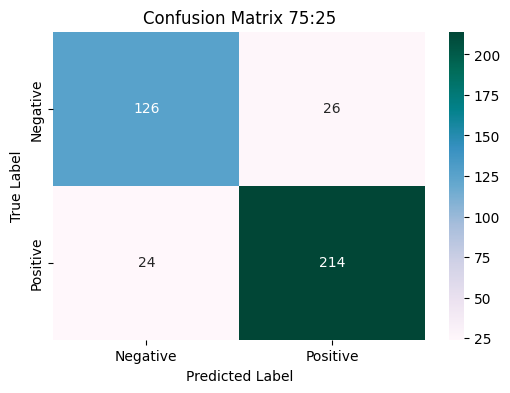 Confusion Matrix 75:25
True Label
Negative
Positive
126
26
24
214
Negative
Positive
Predicted Label
200
175
150
125
100
75
50
25